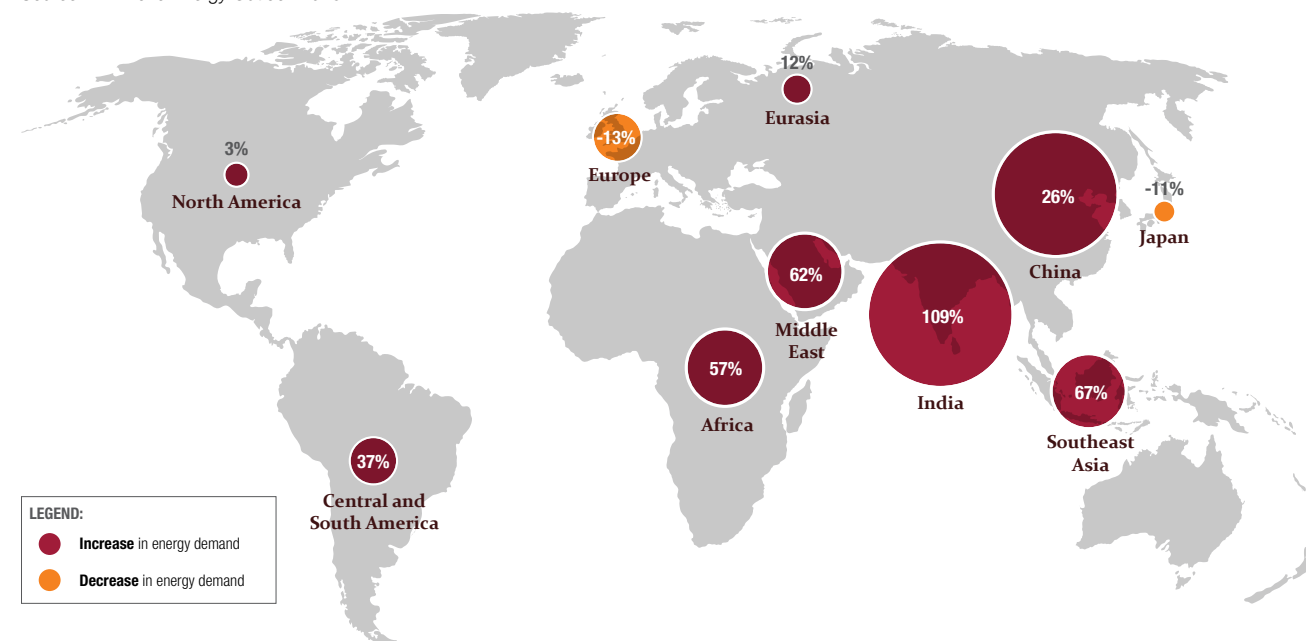 12%
Eurasia
-13%
Europe
3%
North America
26%
China
-11%
Japan
62%
Middle
East
109%
India
57%
Africa
67%
Southeast
Asia
37%
Central and
South America
LEGEND:
Increase in energy demand
Decrease in energy demand